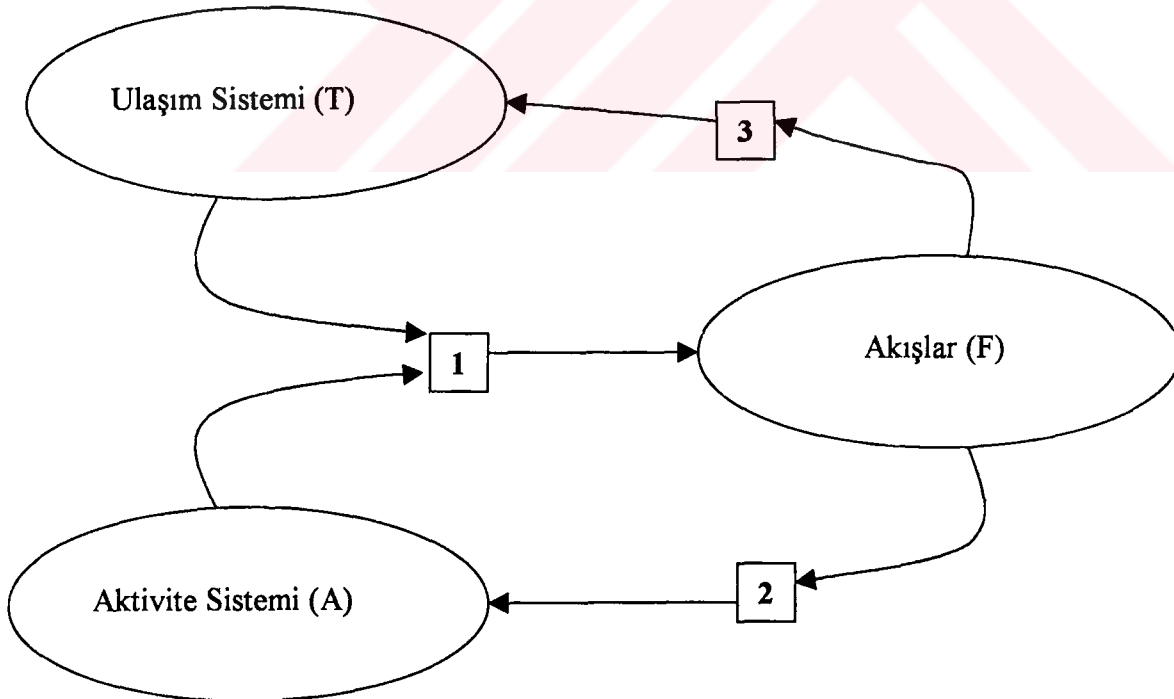 Ulaşım Sistemi (T)
3
1
Akışlar (F)
Aktivite Sistemi (A)
2